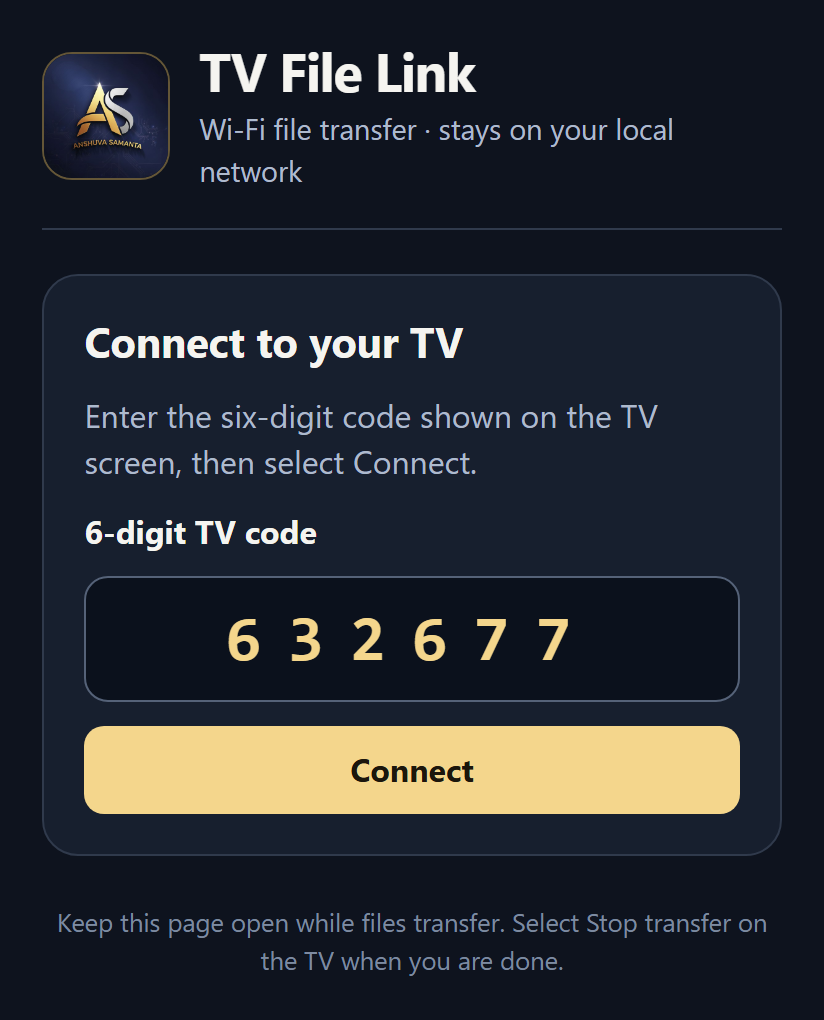 AS
ANSHUVA SAMANTA
TV File Link
Wi-Fi file transfer · stays on your local
network
Connect to your TV
Enter the six-digit code shown on the TV
screen, then select Connect.
6-digit TV code
6 3 2 6 7 7
Connect
Keep this page open while files transfer. Select Stop transfer on
the TV when you are done.